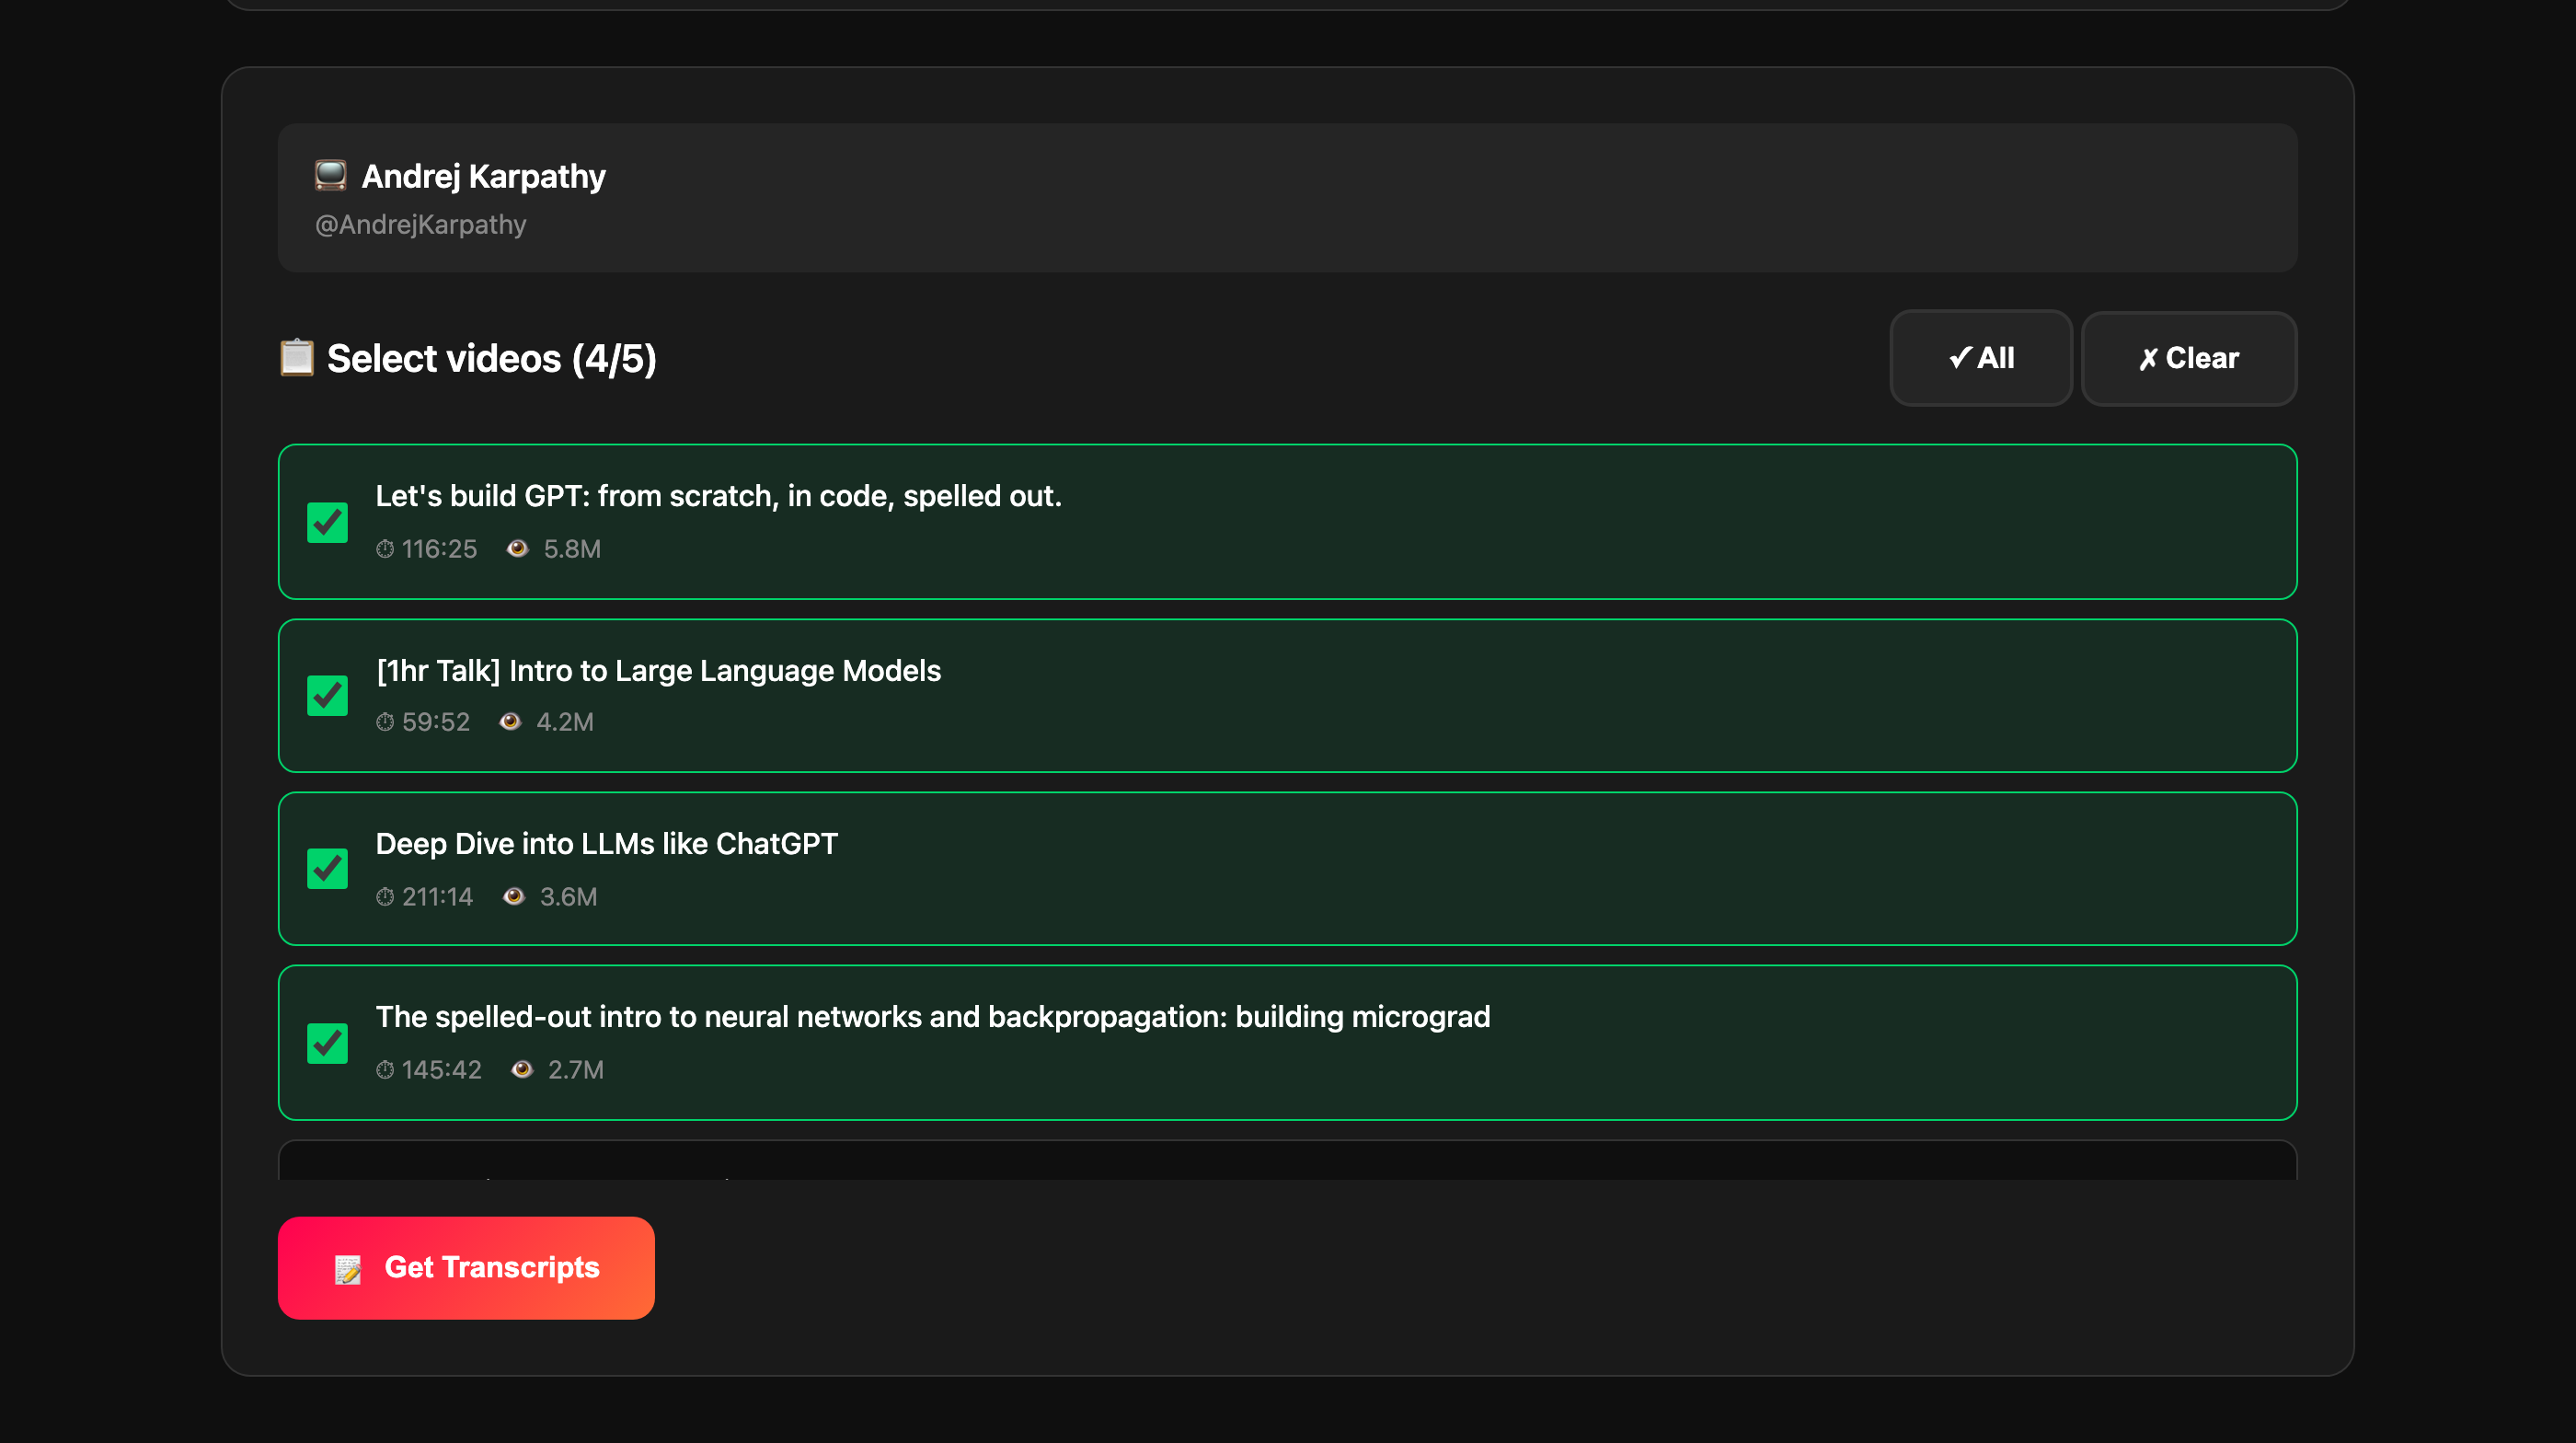 Andrej Karpathy
@AndrejKarpathy
Select videos (4/5)
✓ All
✗ Clear
Let's build GPT: from scratch, in code, spelled out.
116:25 5.8M
[1hr Talk] Intro to Large Language Models
59:52 4.2M
Deep Dive into LLMs like ChatGPT
211:14 3.6M
The spelled-out intro to neural networks and backpropagation: building micrograd
145:42 2.7M
Get Transcripts